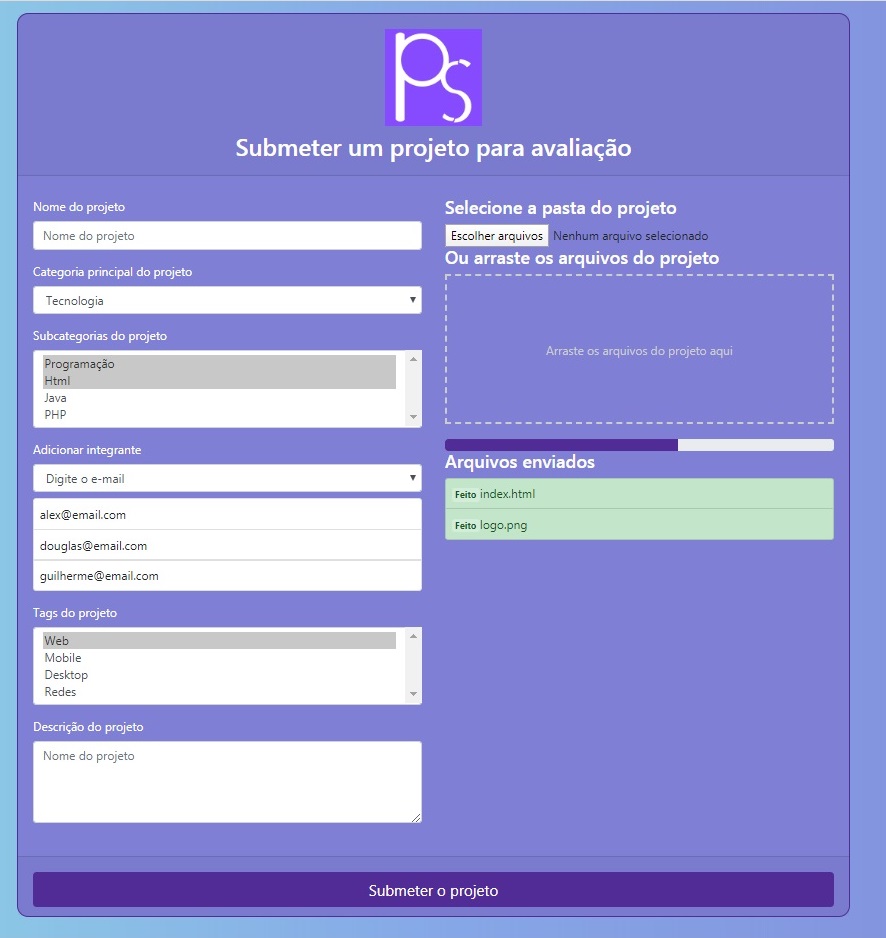 PS
Submeter um projeto para avaliação
Nome do projeto
Nome do projeto
Categoria principal do projeto
Tecnologia
Subcategorias do projeto
Programação
Html
Java
PHP
Adicionar integrante
Digite o e-mail
alex@email.com
douglas@email.com
guilherme@email.com
Tags do projeto
Web
Mobile
Desktop
Redes
Descrição do projeto
Nome do projeto
Selecione a pasta do projeto
Escolher arquivos Nenhum arquivo selecionado
Ou arraste os arquivos do projeto
Arraste os arquivos do projeto aqui
Arquivos enviados
Feito index.html
Feito logo.png
Submeter o projeto